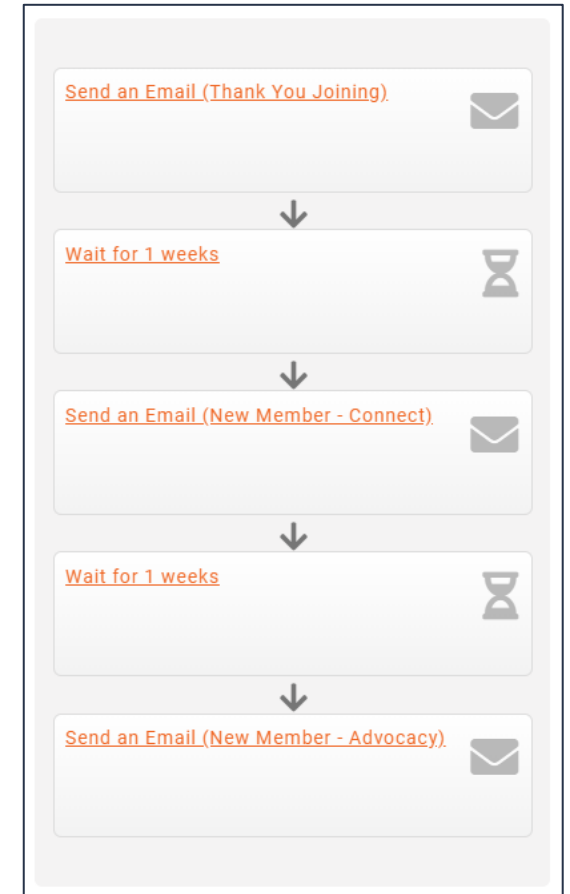 Send an Email (Thank You Joining)
Wait for 1 weeks
Send an Email (New Member - Connect)
Wait for 1 weeks
Send an Email (New Member - Advocacy)